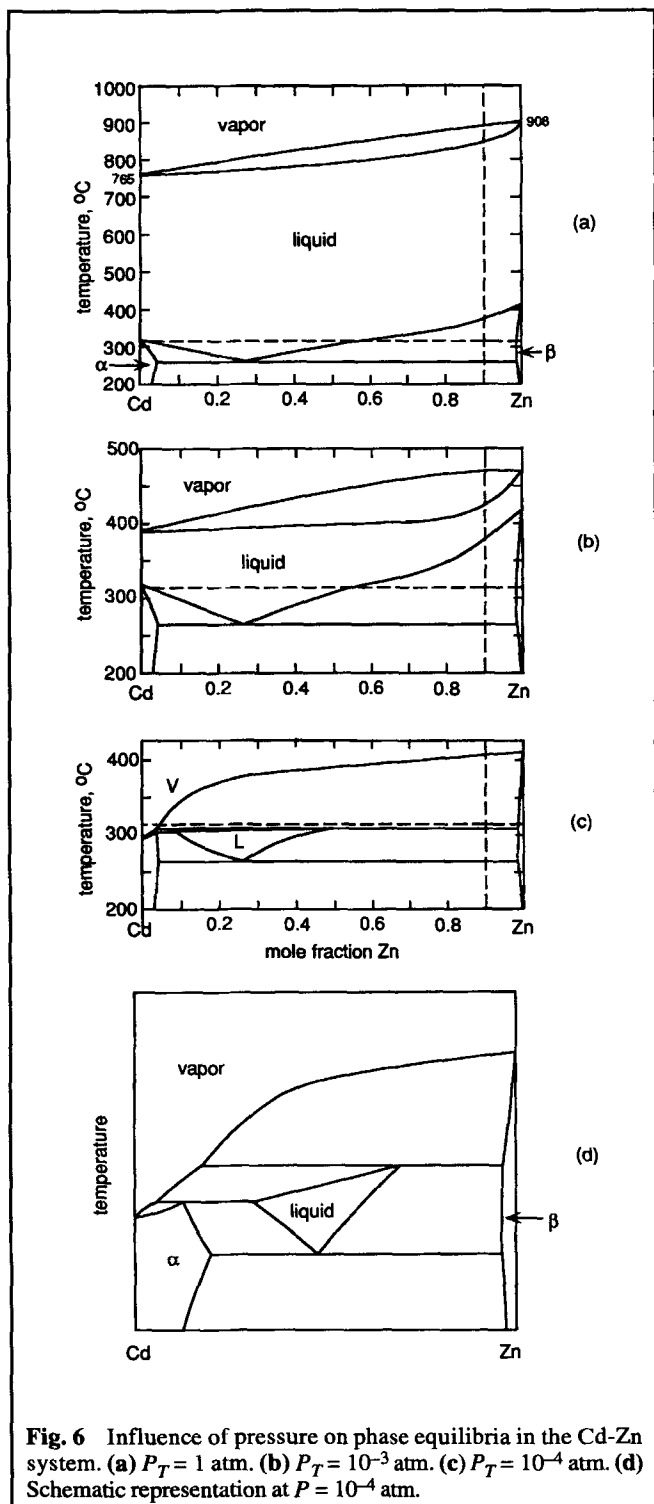 1000
900
800
765
700
600
500
400
300
200
temperature, ºC
vapor
908
liquid
α
β
(a)
Cd 0.2 0.4 0.6 0.8 Zn
500
400
300
200
temperature, ºC
vapor
liquid
(b)
Cd 0.2 0.4 0.6 0.8 Zn
400
300
200
temperature, ºC
V
L
(c)
Cd 0.2 0.4 0.6 0.8 Zn
mole fraction Zn
temperature
vapor
liquid
α
β
(d)
Cd Zn
Fig. 6 Influence of pressure on phase equilibria in the Cd-Zn
system. (a) P_T = 1 atm. (b) P_T = 10⁻³ atm. (c) P_T = 10⁻⁴ atm. (d)
Schematic representation at P = 10⁻⁴ atm.